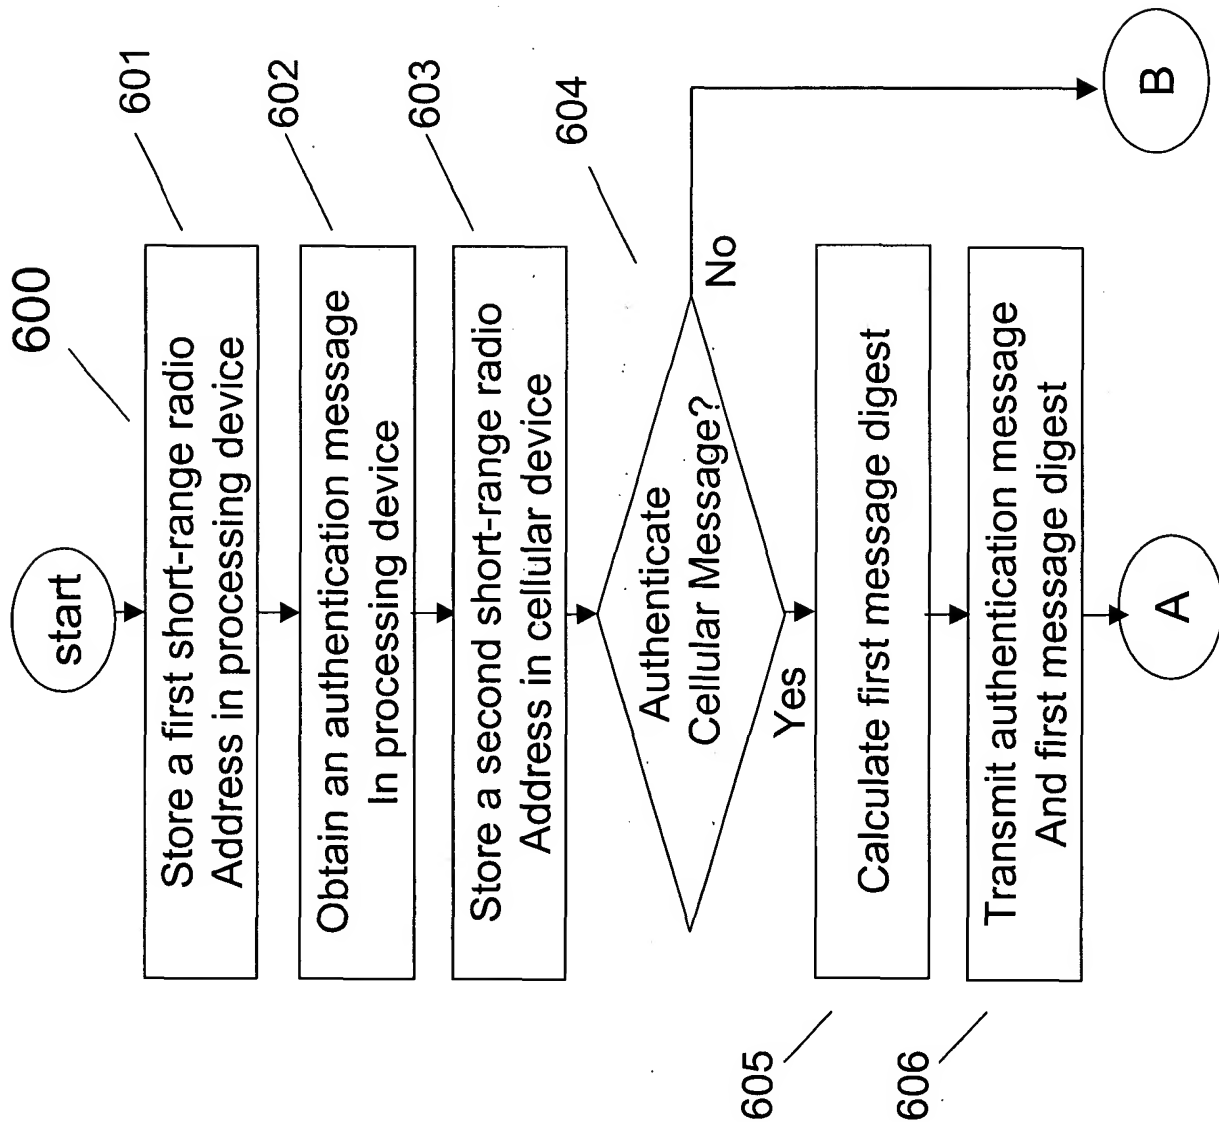 600
start
601
Store a first short-range radio
Address in processing device
602
Obtain an authentication message
In processing device
603
Store a second short-range radio
Address in cellular device
604
Authenticate
Cellular Message?
No
Yes
B
605
Calculate first message digest
606
Transmit authentication message
And first message digest
A